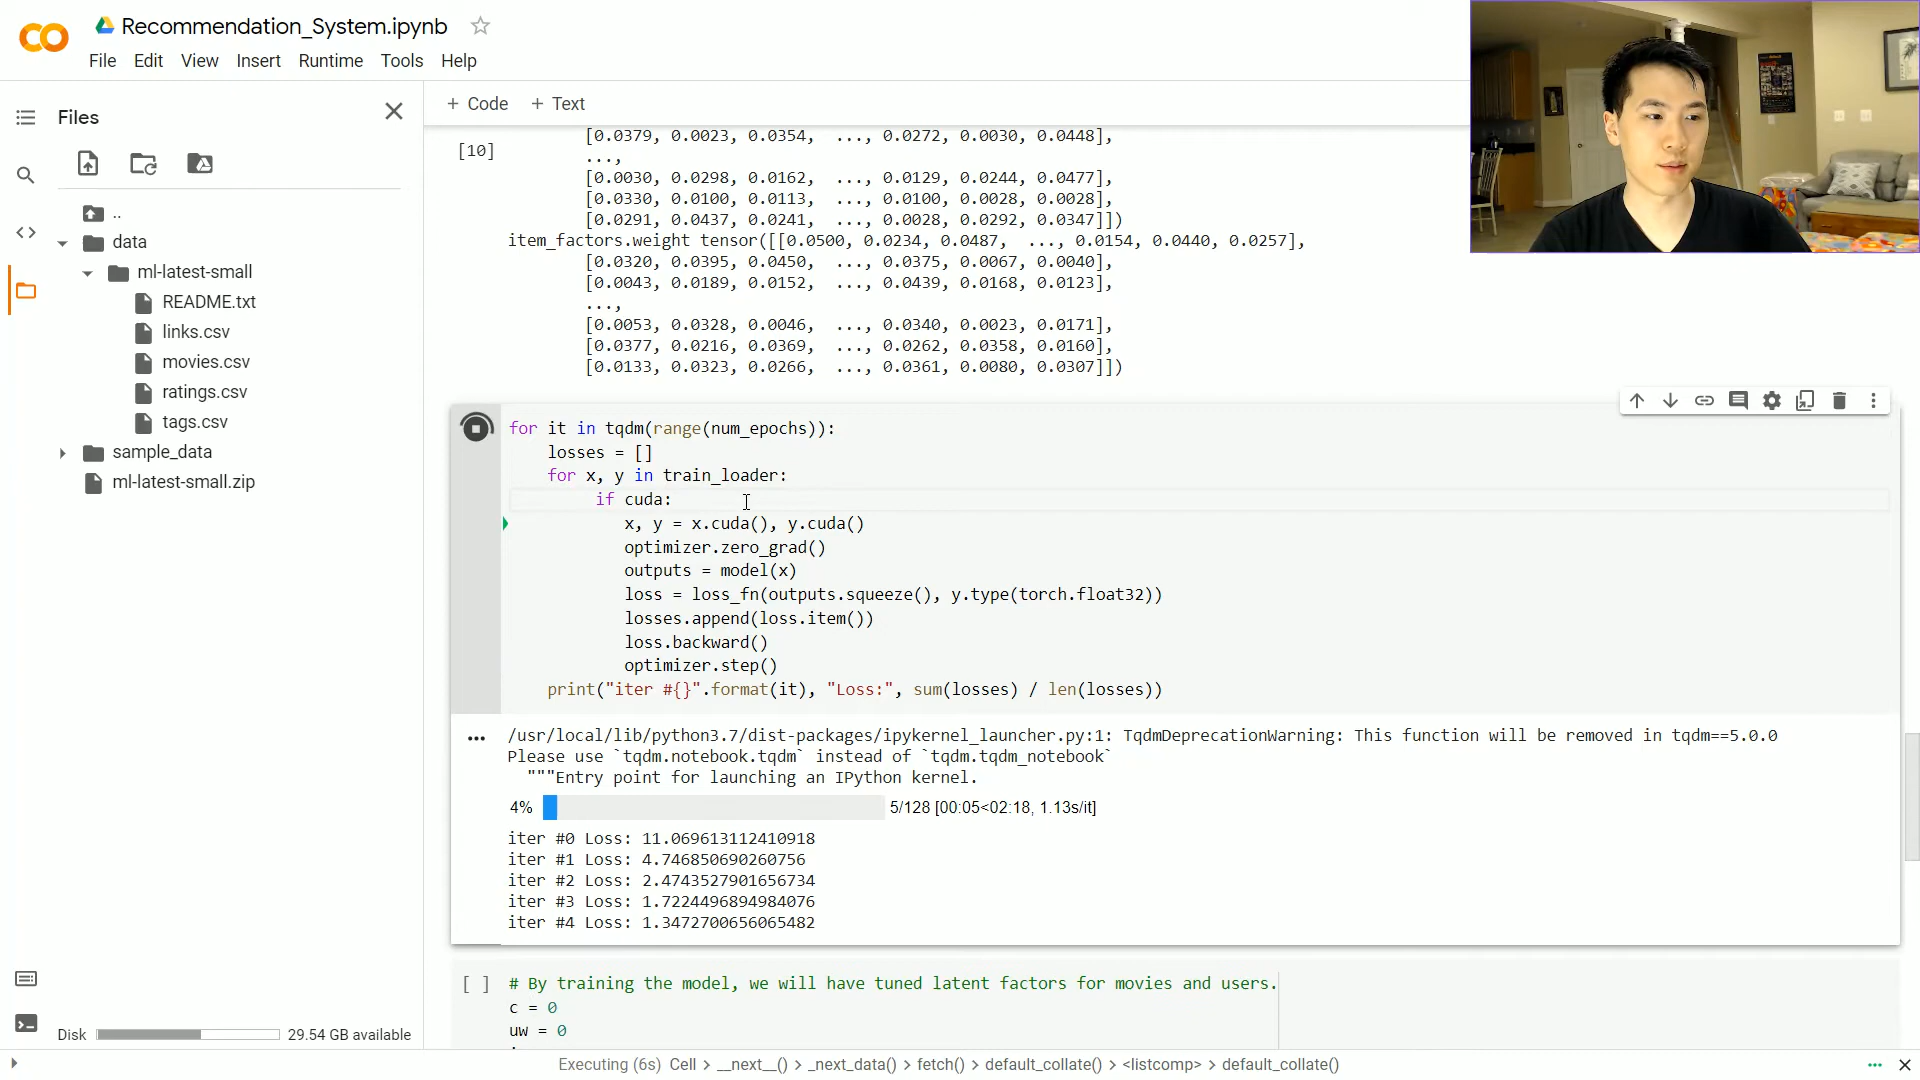 Recommendation_System.ipynb
File Edit View Insert Runtime Tools Help
Files
+ Code + Text
..
data
ml-latest-small
README.txt
links.csv
movies.csv
ratings.csv
tags.csv
sample_data
ml-latest-small.zip
Disk 29.54 GB available
[10]
[0.0379, 0.0023, 0.0354, ..., 0.0272, 0.0030, 0.0448],
...,
[0.0030, 0.0298, 0.0162, ..., 0.0129, 0.0244, 0.0477],
[0.0330, 0.0100, 0.0113, ..., 0.0100, 0.0028, 0.0028],
[0.0291, 0.0437, 0.0241, ..., 0.0028, 0.0292, 0.0347]])
item_factors.weight tensor([[0.0500, 0.0234, 0.0487, ..., 0.0154, 0.0440, 0.0257],
[0.0320, 0.0395, 0.0450, ..., 0.0375, 0.0067, 0.0040],
[0.0043, 0.0189, 0.0152, ..., 0.0439, 0.0168, 0.0123],
...,
[0.0053, 0.0328, 0.0046, ..., 0.0340, 0.0023, 0.0171],
[0.0377, 0.0216, 0.0369, ..., 0.0262, 0.0358, 0.0160],
[0.0133, 0.0323, 0.0266, ..., 0.0361, 0.0080, 0.0307]])
for it in tqdm(range(num_epochs)):
losses = []
for x, y in train_loader:
if cuda:
x, y = x.cuda(), y.cuda()
optimizer.zero_grad()
outputs = model(x)
loss = loss_fn(outputs.squeeze(), y.type(torch.float32))
losses.append(loss.item())
loss.backward()
optimizer.step()
print("iter #{}".format(it), "Loss:", sum(losses) / len(losses))
/usr/local/lib/python3.7/dist-packages/ipykernel_launcher.py:1: TqdmDeprecationWarning: This function will be removed in tqdm==5.0.0
Please use `tqdm.notebook.tqdm` instead of `tqdm.tqdm_notebook`
"""Entry point for launching an IPython kernel.
4% 5/128 [00:05<02:18, 1.13s/it]
iter #0 Loss: 11.069613112410918
iter #1 Loss: 4.746850690260756
iter #2 Loss: 2.4743527901656734
iter #3 Loss: 1.7224496894984076
iter #4 Loss: 1.3472700656065482
[ ] # By training the model, we will have tuned latent factors for movies and users.
c = 0
uw = 0
Executing (6s) Cell > __next__() > _next_data() > fetch() > default_collate() > <listcomp> > default_collate()